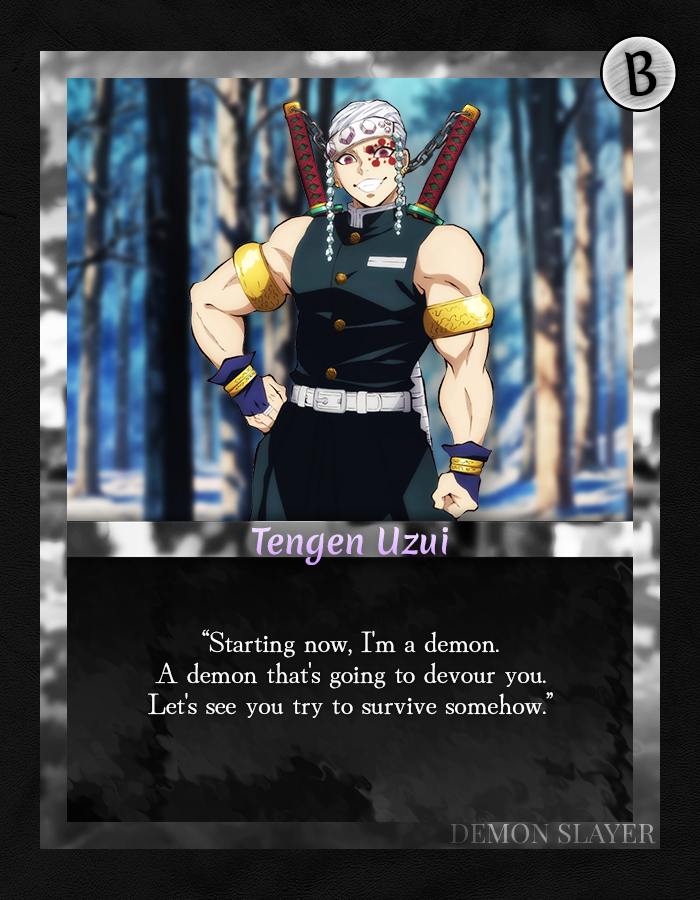 B
Tengen Uzui
“Starting now, I'm a demon.
A demon that's going to devour you.
Let's see you try to survive somehow.”
DEMON SLAYER